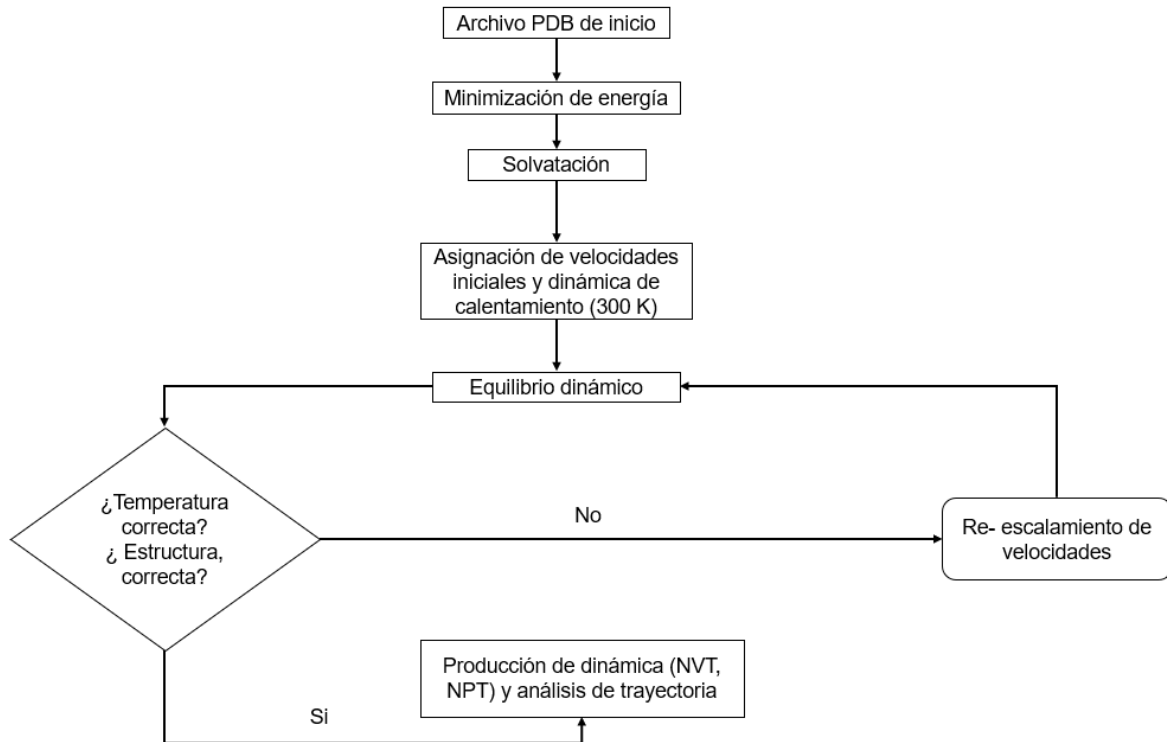 Archivo PDB de inicio
Minimización de energía
Solvatación
Asignación de velocidades
iniciales y dinámica de
calentamiento (300 K)
Equilibrio dinámico
¿Temperatura
correcta?
¿ Estructura,
correcta?
No
Re- escalamiento de
velocidades
Producción de dinámica (NVT,
NPT) y análisis de trayectoria
Si